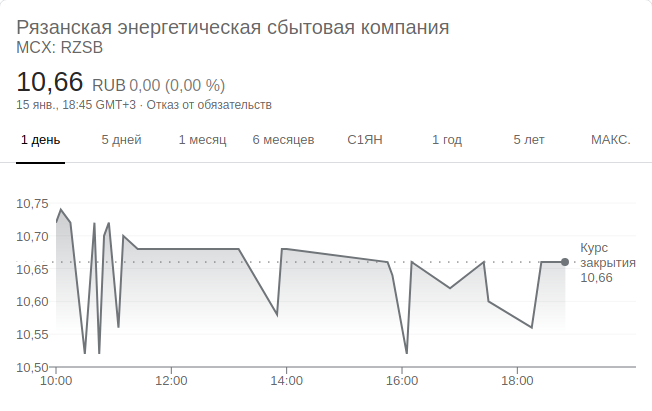 Рязанская энергетическая сбытовая компания
MCX: RZSB
10,66 RUB 0,00 (0,00 %)
15 янв., 18:45 GMT+3 · Отказ от обязательств
1 день 5 дней 1 месяц 6 месяцев С1ЯН 1 год 5 лет МАКС.
10,75
10,70
10,65
10,60
10,55
10,50
Курс
закрытия
10,66
10:00 12:00 14:00 16:00 18:00